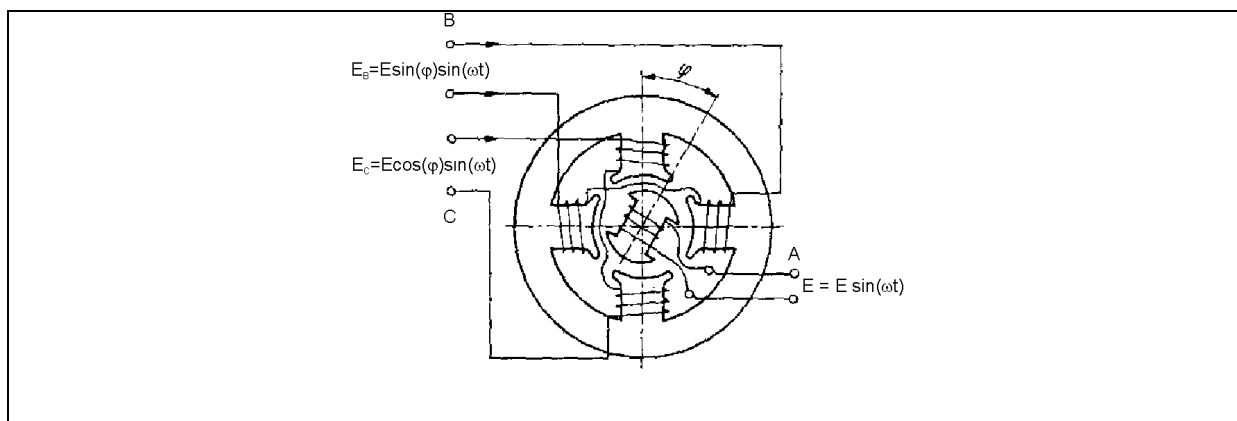 B
φ
E_B=Esin(φ)sin(ωt)
E_C=Ecos(φ)sin(ωt)
C
A
E = E sin(ωt)